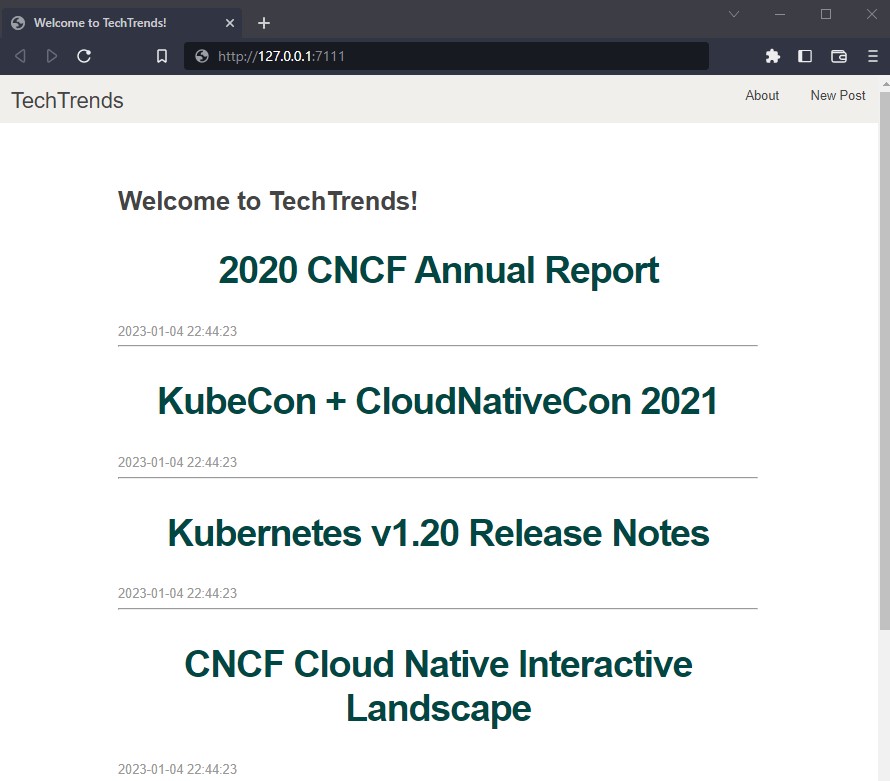 Welcome to TechTrends!
http://127.0.0.1:7111
TechTrends
About
New Post
Welcome to TechTrends!
2020 CNCF Annual Report
2023-01-04 22:44:23
KubeCon + CloudNativeCon 2021
2023-01-04 22:44:23
Kubernetes v1.20 Release Notes
2023-01-04 22:44:23
CNCF Cloud Native Interactive
Landscape
2023-01-04 22:44:23